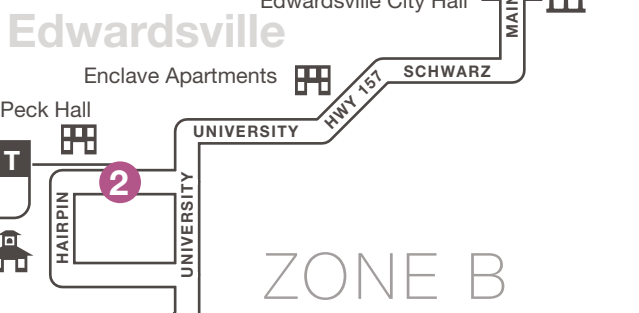 Edwardsville City Hall
MAIN
Edwardsville
Enclave Apartments
SCHWARZ
HWY 157
Peck Hall
UNIVERSITY
T
2
HAIRPIN
UNIVERSITY
ZONE B